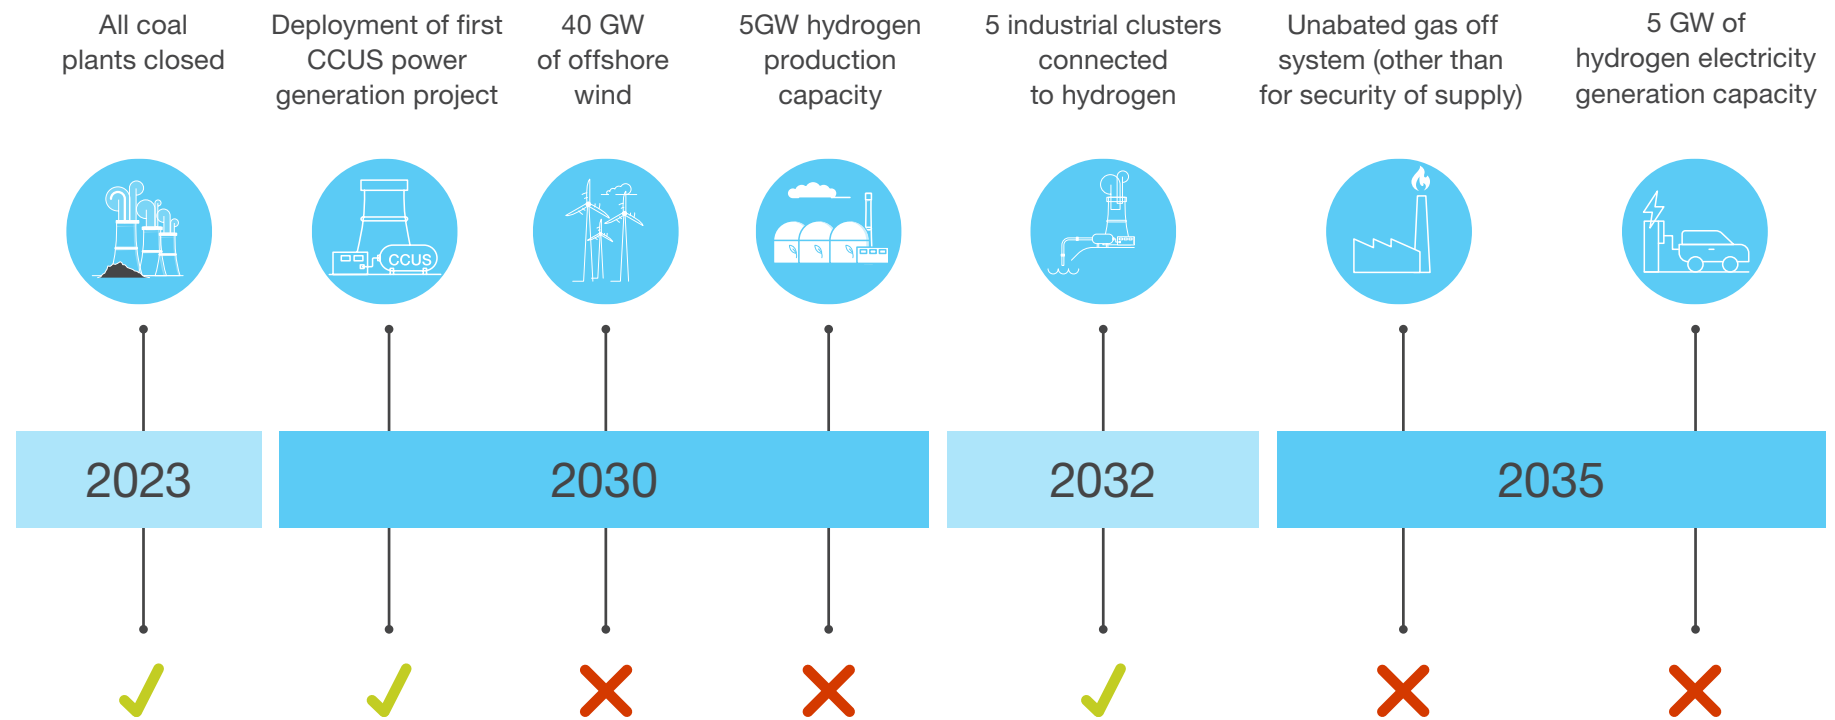 All coal
plants closed
Deployment of first
CCUS power
generation project
40 GW
of offshore
wind
5GW hydrogen
production
capacity
5 industrial clusters
connected
to hydrogen
Unabated gas off
system (other than
for security of supply)
5 GW of
hydrogen electricity
generation capacity
CCUS
2023
2030
2032
2035